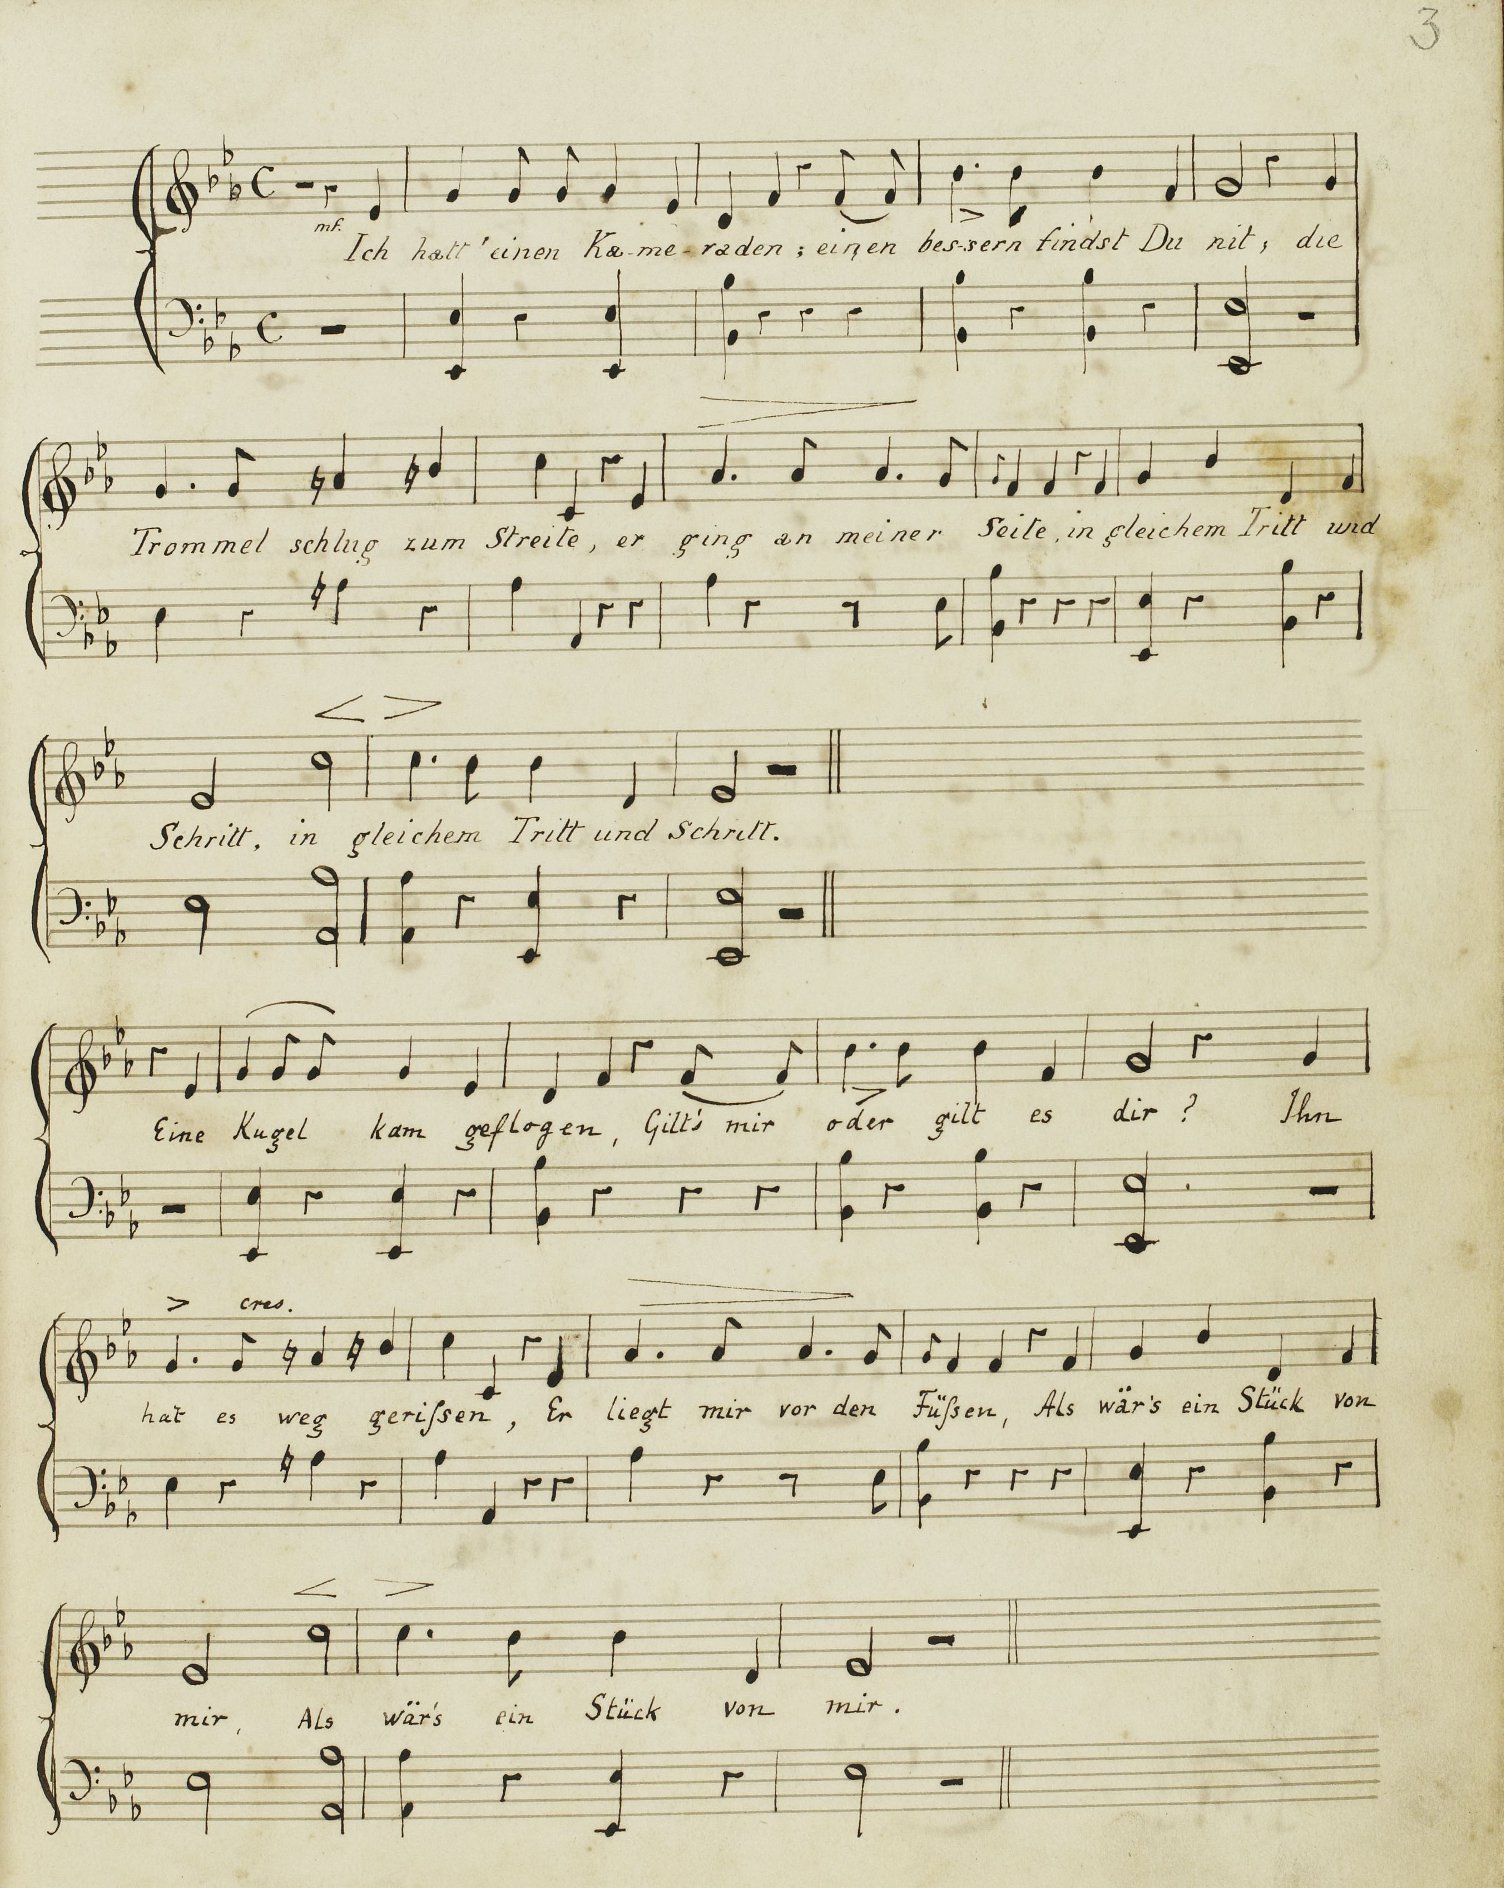 3
mf.
Ich hatt' einen Ka-me-raden; einen bes-sern findst Du nit; die
Trommel schlug zum Streite, er ging an meiner Seite, in gleichem Tritt und
Schritt, in gleichem Tritt und Schritt.
Eine Kugel kam geflogen, Gilt's mir oder gilt es dir? Ihn
cres.
hat es weg geriſsen, Er liegt mir vor den Füſsen, Als wär's ein Stück von
mir, Als wär's ein Stück von mir.